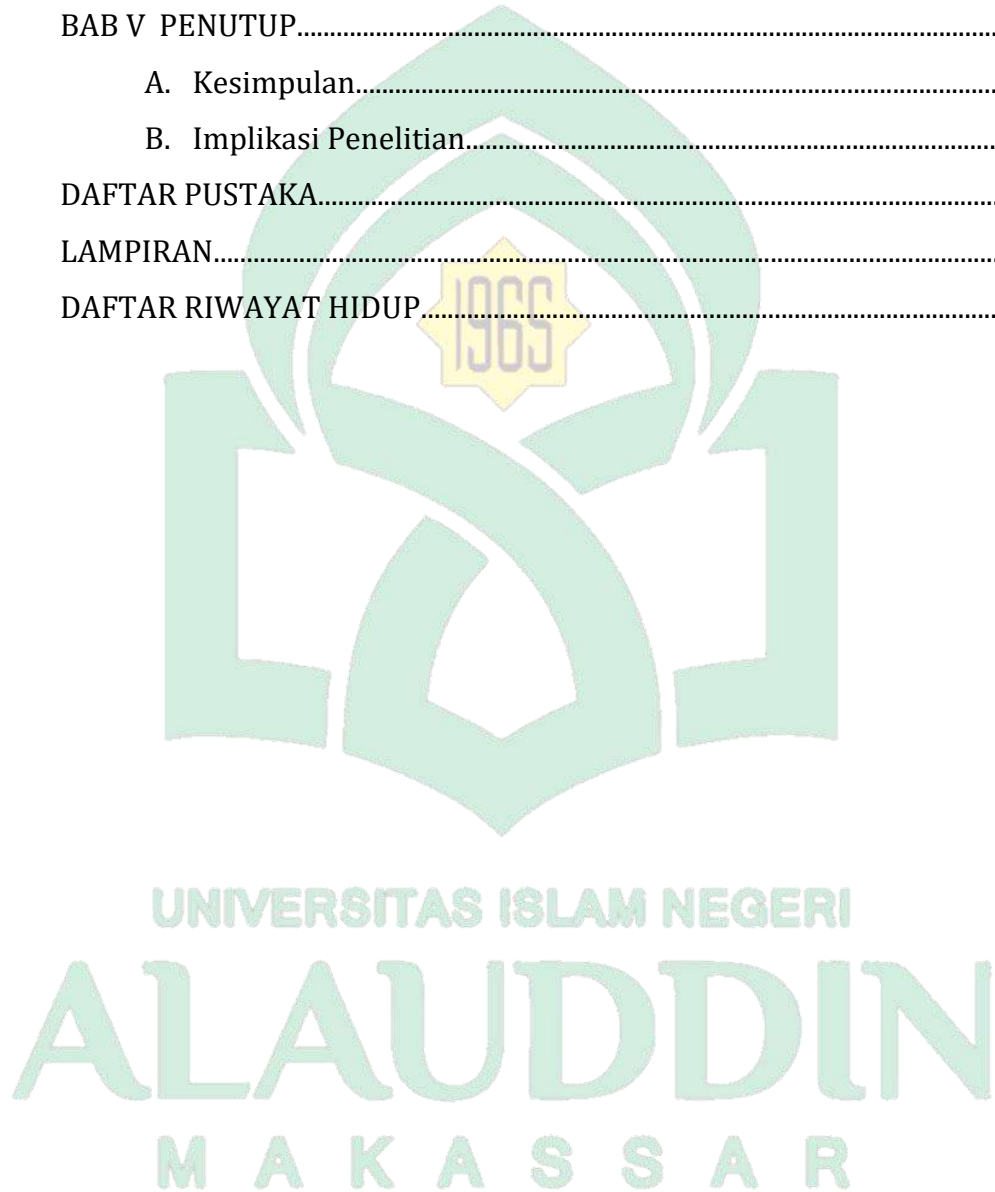 BAB V PENUTUP....................................................................................................
A. Kesimpulan....................................................................................................
B. Implikasi Penelitian....................................................................................................
DAFTAR PUSTAKA....................................................................................................
LAMPIRAN....................................................................................................
DAFTAR RIWAYAT HIDUP....................................................................................................
1965
UNIVERSITAS ISLAM NEGERI
ALAUDDIN
MAKASSAR